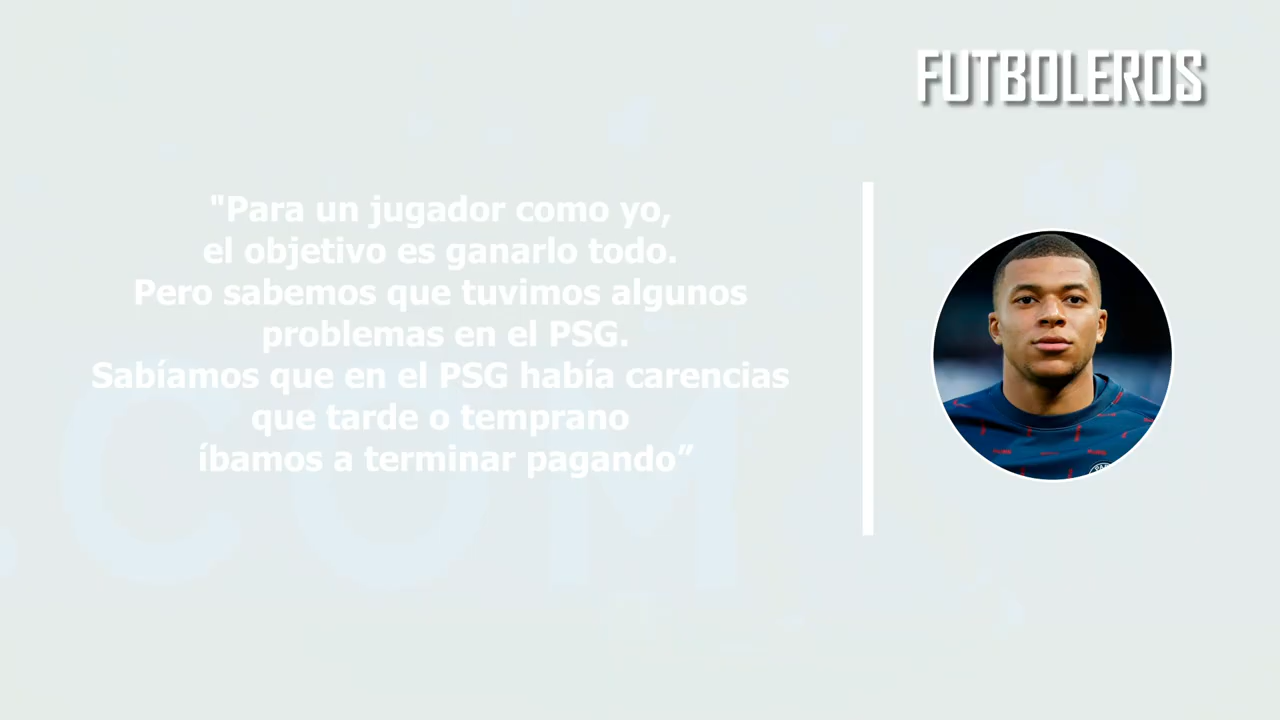 FUTBOLEROS
"Para un jugador como yo,
el objetivo es ganarlo todo.
Pero sabemos que tuvimos algunos
problemas en el PSG.
Sabíamos que en el PSG había carencias
que tarde o temprano
íbamos a terminar pagando”
.COM